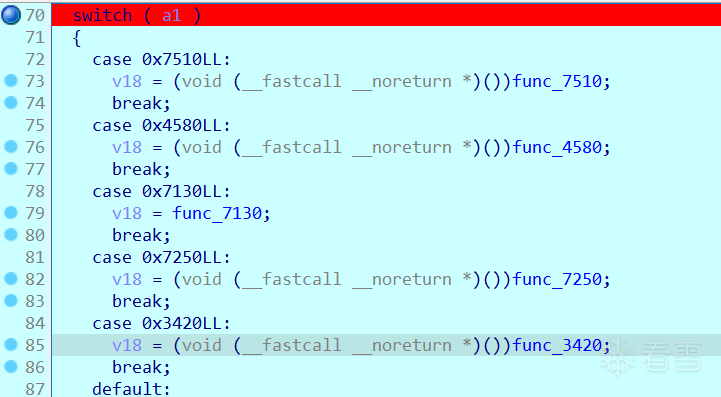 70 switch ( a1 )
71 {
72 case 0x7510LL:
73 v18 = (void (__fastcall __noreturn *)())func_7510;
74 break;
75 case 0x4580LL:
76 v18 = (void (__fastcall __noreturn *)())func_4580;
77 break;
78 case 0x7130LL:
79 v18 = func_7130;
80 break;
81 case 0x7250LL:
82 v18 = (void (__fastcall __noreturn *)())func_7250;
83 break;
84 case 0x3420LL:
85 v18 = (void (__fastcall __noreturn *)())func_3420;
86 break;
87 default:
看雪